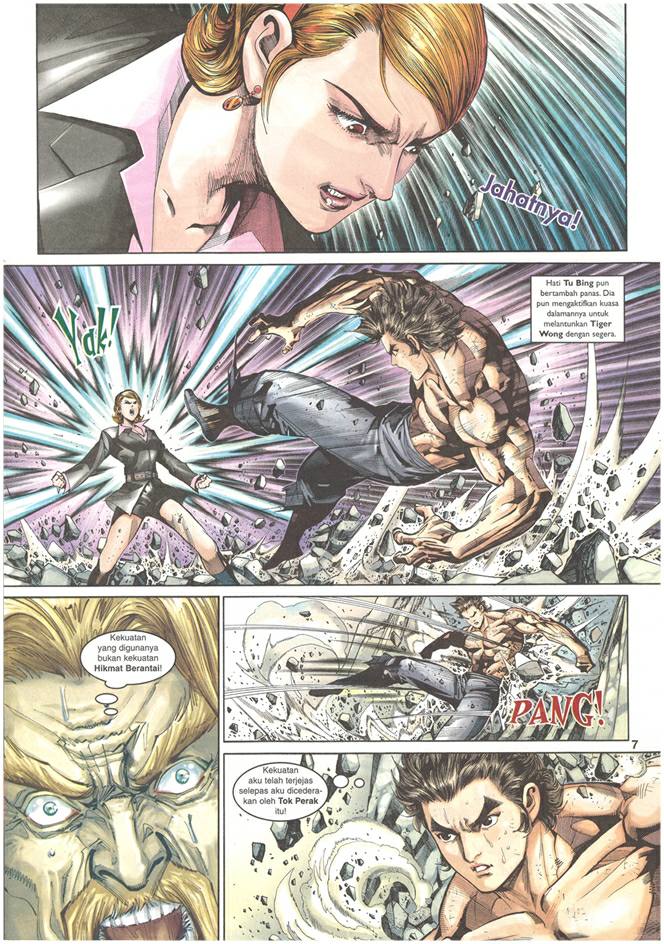 Jahatnya!
Hati Tu Bing pun
bertambah panas. Dia
pun mengaktifkan kuasa
dalamannya untuk
melantunkan Tiger
Wong dengan segera.
Yak!
Kekuatan
yang digunanya
bukan kekuatan
Hikmat Berantai!
PANG!
7
Kekuatan
aku telah terjejas
selepas aku dicedera-
kan oleh Tok Perak
itu!